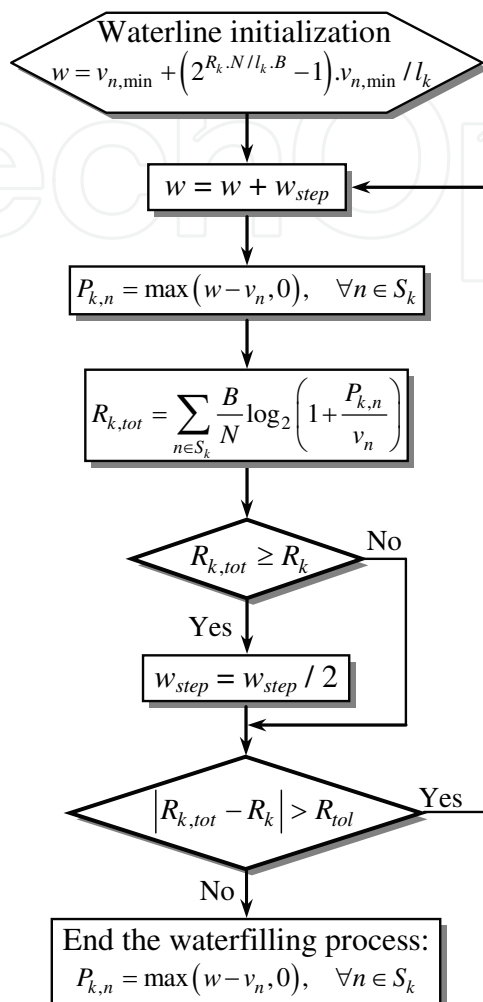 Waterline initialization
w = v_{n,min} + (2^{R_k.N/l_k.B} − 1).v_{n,min} / l_k
w = w + w_{step}
P_{k,n} = max(w − v_n, 0), ∀n ∈ S_k
R_{k,tot} = ∑_{n∈S_k} B/N log_2(1 + P_{k,n}/v_n)
R_{k,tot} ≥ R_k
No
Yes
w_{step} = w_{step} / 2
|R_{k,tot} − R_k| > R_{tol}
Yes
No
End the waterfilling process:
P_{k,n} = max(w − v_n, 0), ∀n ∈ S_k